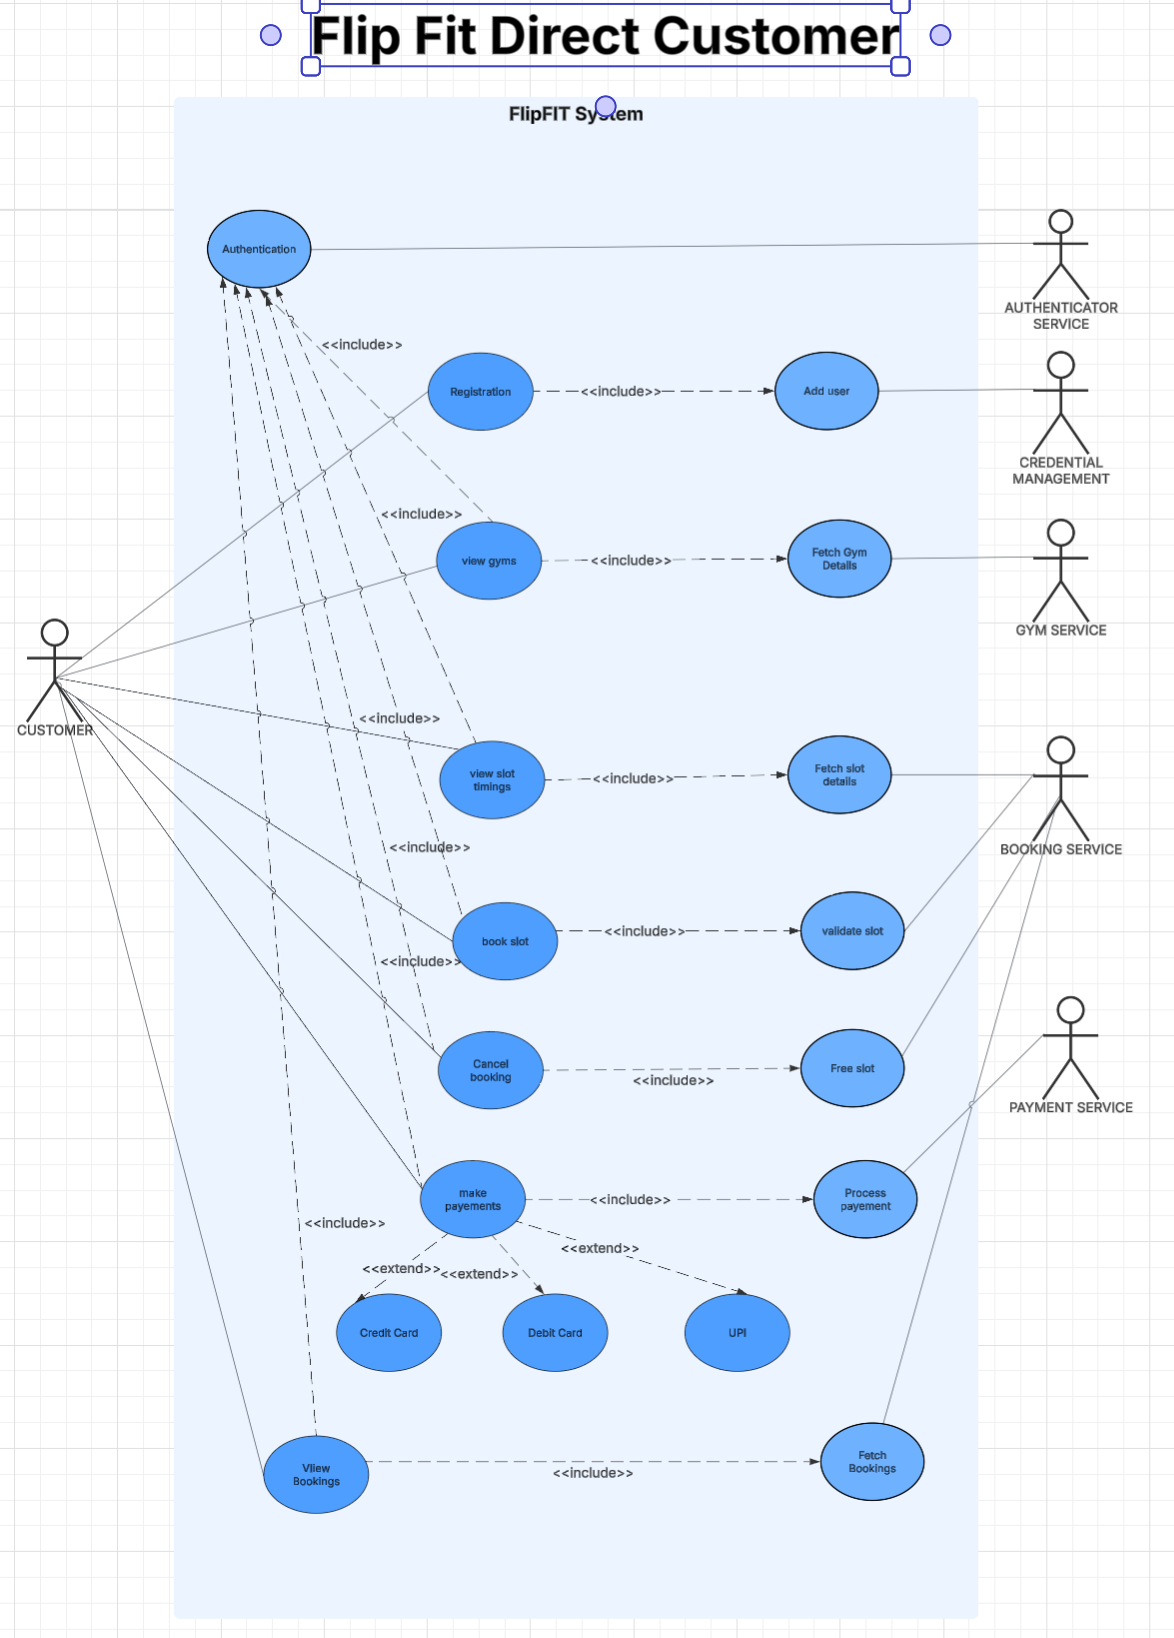 Flip Fit Direct Customer
FlipFIT System
Authentication
AUTHENTICATOR
SERVICE
<<include>>
Registration
<<include>>
Add user
CREDENTIAL
MANAGEMENT
<<include>>
view gyms
<<include>>
Fetch Gym
Details
GYM SERVICE
CUSTOMER
<<include>>
view slot
timings
<<include>>
Fetch slot
details
BOOKING SERVICE
<<include>>
book slot
<<include>>
validate slot
<<include>>
Cancel
booking
<<include>>
Free slot
PAYMENT SERVICE
make
payements
<<include>>
Process
payement
<<include>>
<<extend>>
<<extend>>
<<extend>>
Credit Card
Debit Card
UPI
VIiew
Bookings
<<include>>
Fetch
Bookings